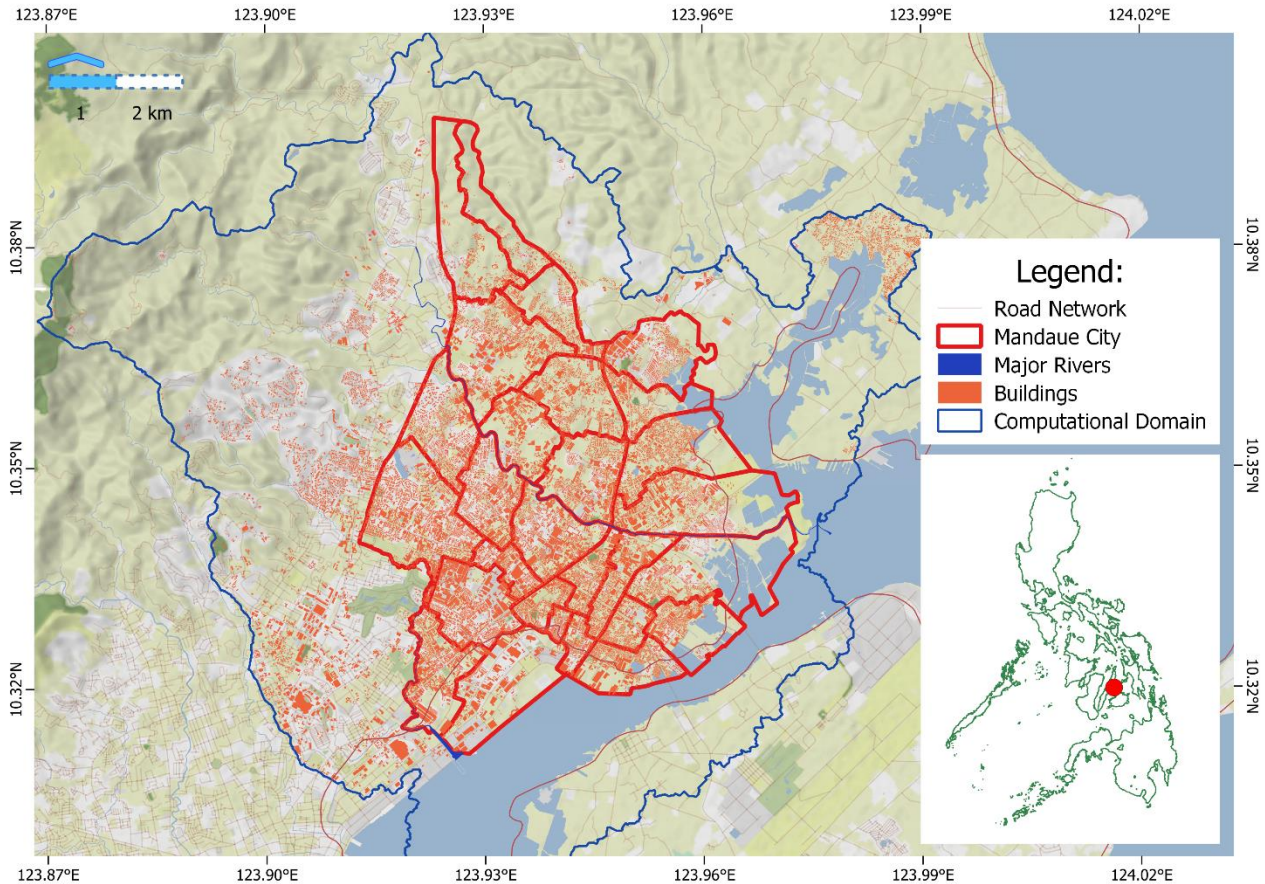 123.87°E 123.90°E 123.93°E 123.96°E 123.99°E 124.02°E
1 2 km
10.38°N 10.38°N
Legend:
Road Network
Mandaue City
Major Rivers
Buildings
Computational Domain
10.35°N 10.35°N
10.32°N 10.32°N
123.87°E 123.90°E 123.93°E 123.96°E 123.99°E 124.02°E